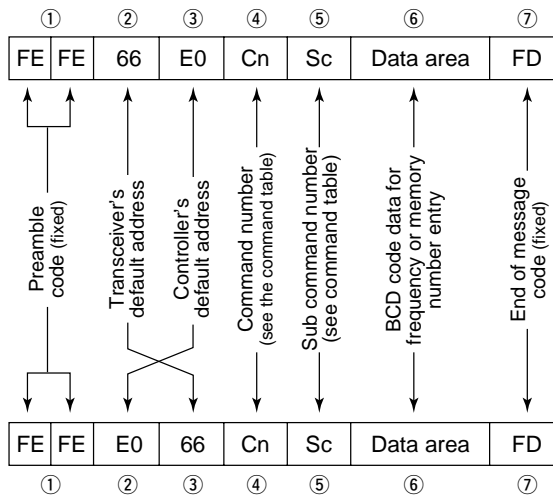 ① ② ③ ④ ⑤ ⑥ ⑦
FE FE 66 E0 Cn Sc Data area FD
Preamble
code (fixed)
Transceiver's
default address
Controller's
default address
Command number
(see the command table)
Sub command number
(see command table)
BCD code data for
frequency or memory
number entry
End of message
code (fixed)
FE FE E0 66 Cn Sc Data area FD
① ② ③ ④ ⑤ ⑥ ⑦